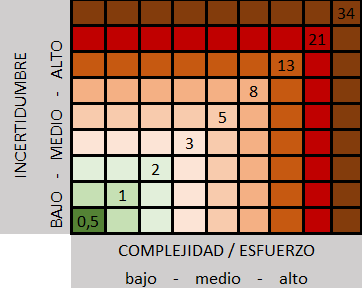 34
21
13
8
5
3
2
1
0,5
INCERTIDUMBRE
BAJO - MEDIO - ALTO
COMPLEJIDAD / ESFUERZO
bajo - medio - alto